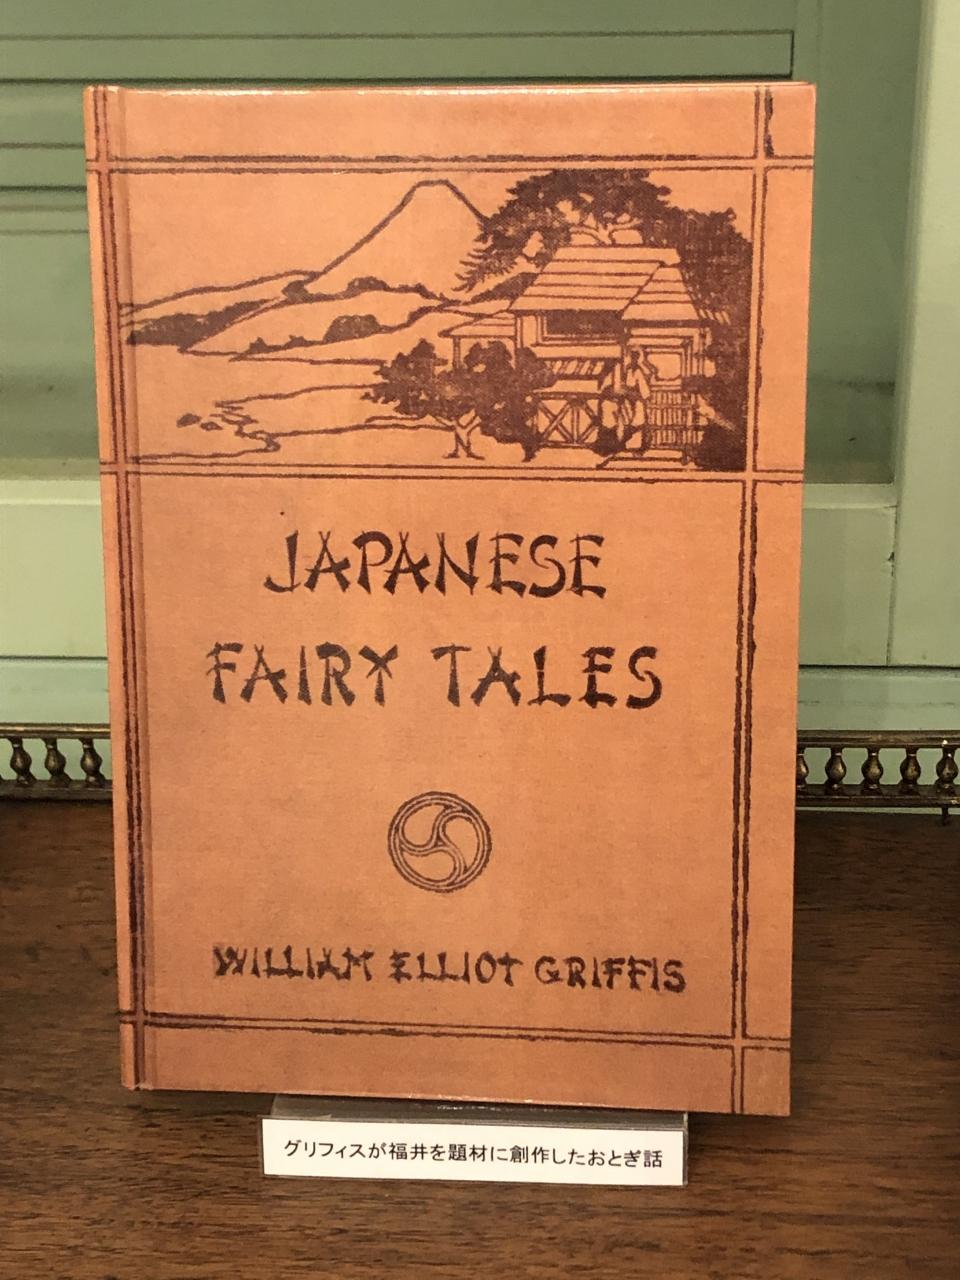 JAPANESE
FAIRY TALES
WILLIAM ELLIOT GRIFFIS
グリフィスが福井を題材に創作したおとぎ話